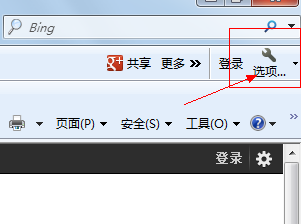 Bing
共享 更多 » 登录 选项...
页面(P) 安全(S) 工具(O) »
登录